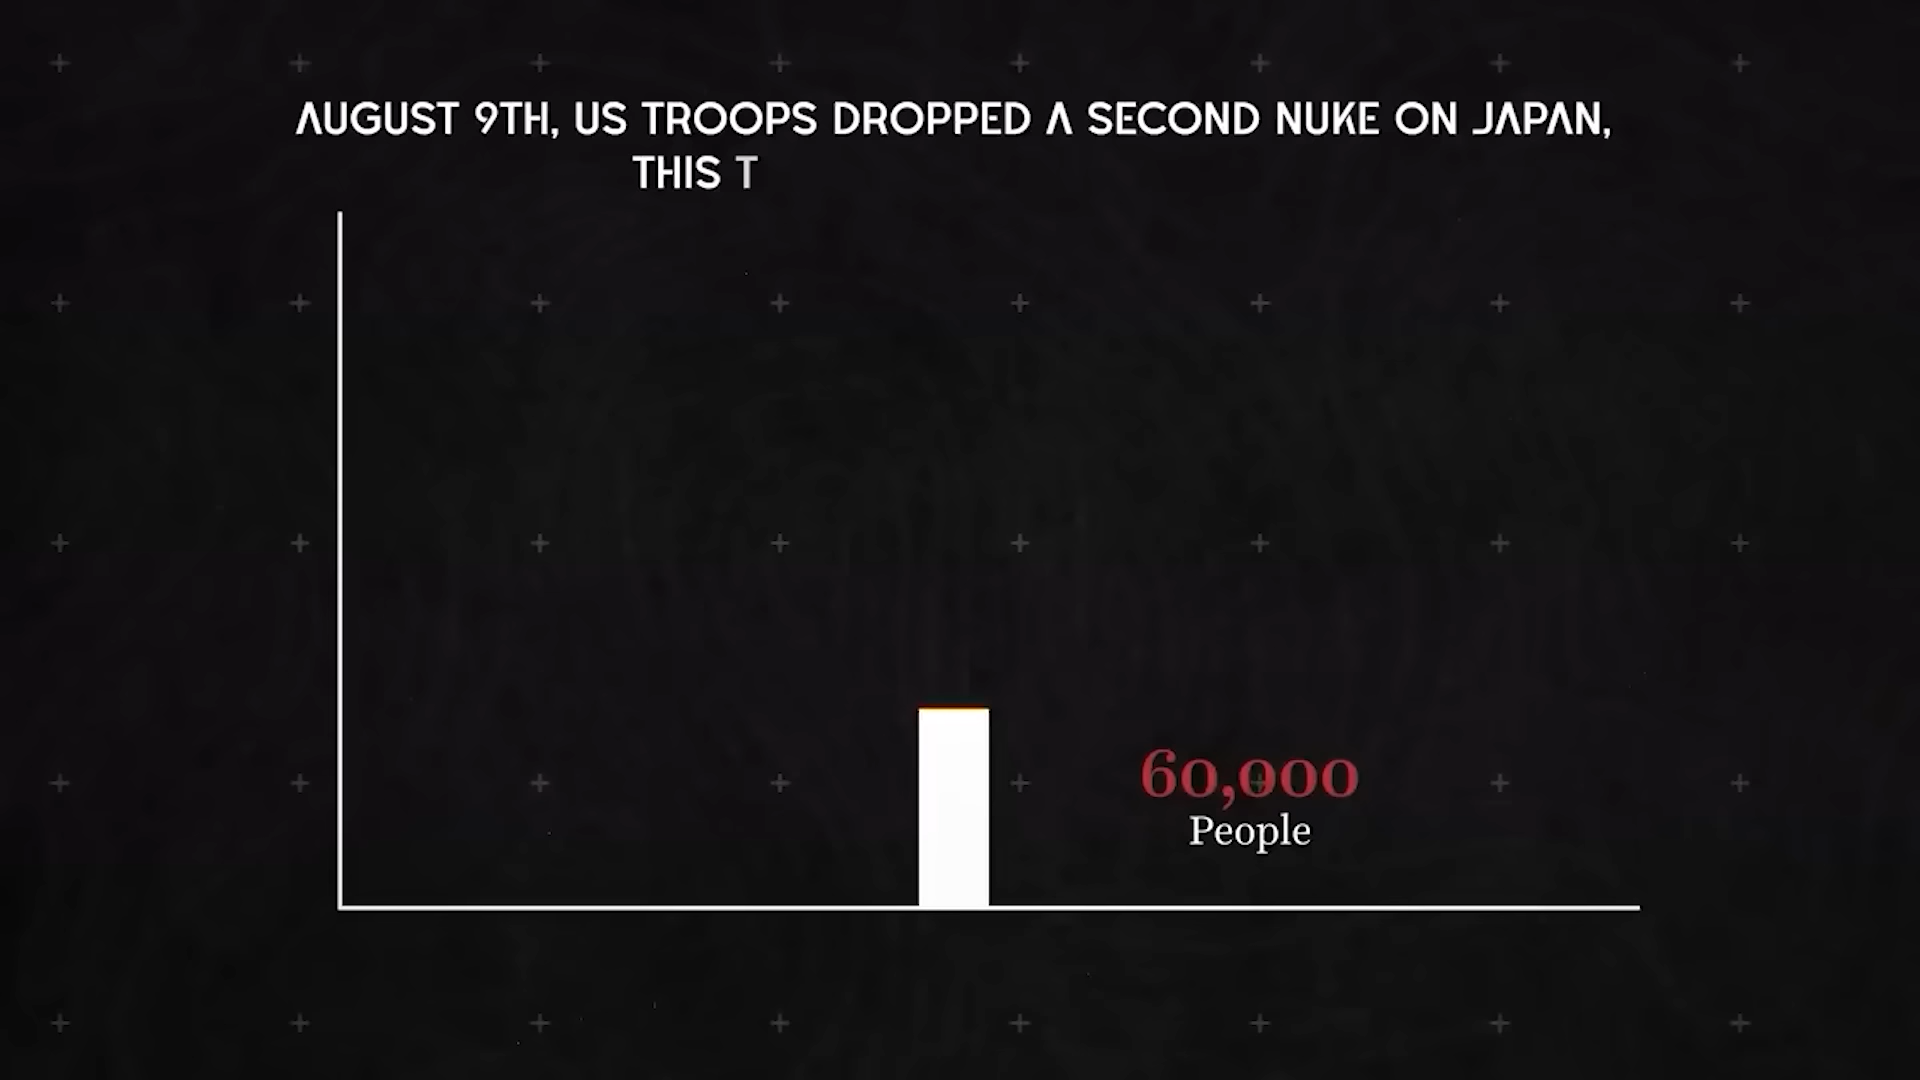 AUGUST 9TH, US TROOPS DROPPED A SECOND NUKE ON JAPAN,
THIS T
60,000
People